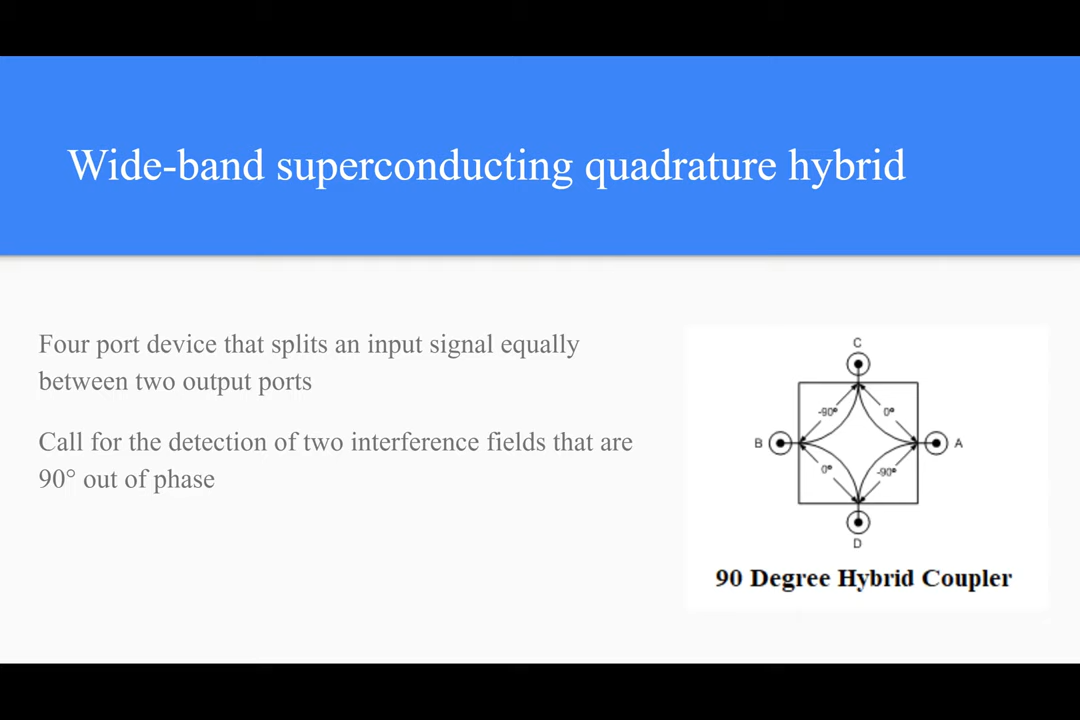 Wide-band superconducting quadrature hybrid
Four port device that splits an input signal equally
between two output ports
Call for the detection of two interference fields that are
90° out of phase
C
-90°
0°
B
A
0°
-90°
D
90 Degree Hybrid Coupler